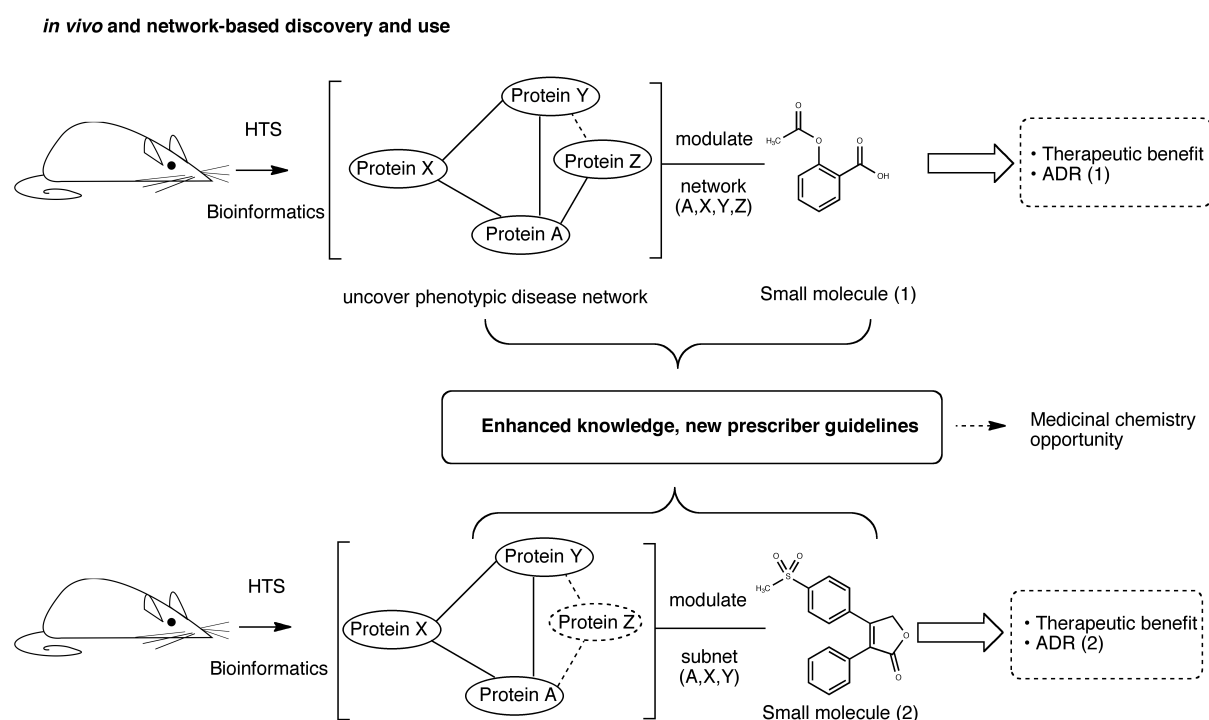 in vivo and network-based discovery and use
HTS
Bioinformatics
Protein Y
Protein X
Protein Z
Protein A
modulate
network
(A,X,Y,Z)
O
H₃C
O
O
OH
• Therapeutic benefit
• ADR (1)
uncover phenotypic disease network
Small molecule (1)
Enhanced knowledge, new prescriber guidelines
Medicinal chemistry
opportunity
HTS
Bioinformatics
Protein Y
Protein X
Protein Z
Protein A
modulate
subnet
(A,X,Y)
O
O
S
H₃C
O
O
• Therapeutic benefit
• ADR (2)
Small molecule (2)